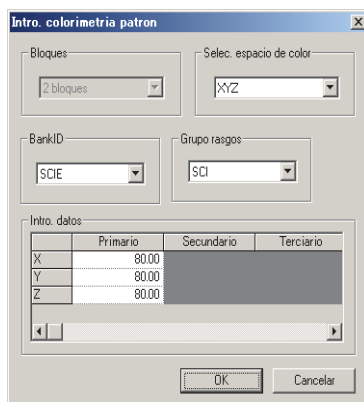 Intro. colorimetria patron
Bloques
2 bloques
Selec. espacio de color
XYZ
BankID
SCIE
Grupo rasgos
SCI
Intro. datos
Primario Secundario Terciario
X 80.00
Y 80.00
Z 80.00
OK Cancelar